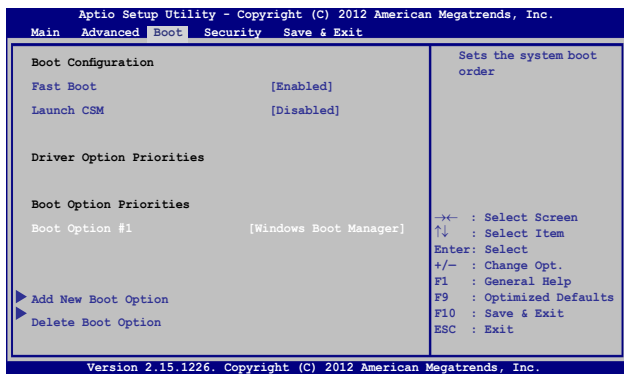 Aptio Setup Utility - Copyright (C) 2012 American Megatrends, Inc.
Main Advanced Boot Security Save & Exit
Boot Configuration
Fast Boot [Enabled]
Launch CSM [Disabled]
Driver Option Priorities
Boot Option Priorities
Boot Option #1 [Windows Boot Manager]
Add New Boot Option
Delete Boot Option
Sets the system boot
order
→← : Select Screen
↑↓ : Select Item
Enter: Select
+/— : Change Opt.
F1 : General Help
F9 : Optimized Defaults
F10 : Save & Exit
ESC : Exit
Version 2.15.1226. Copyright (C) 2012 American Megatrends, Inc.